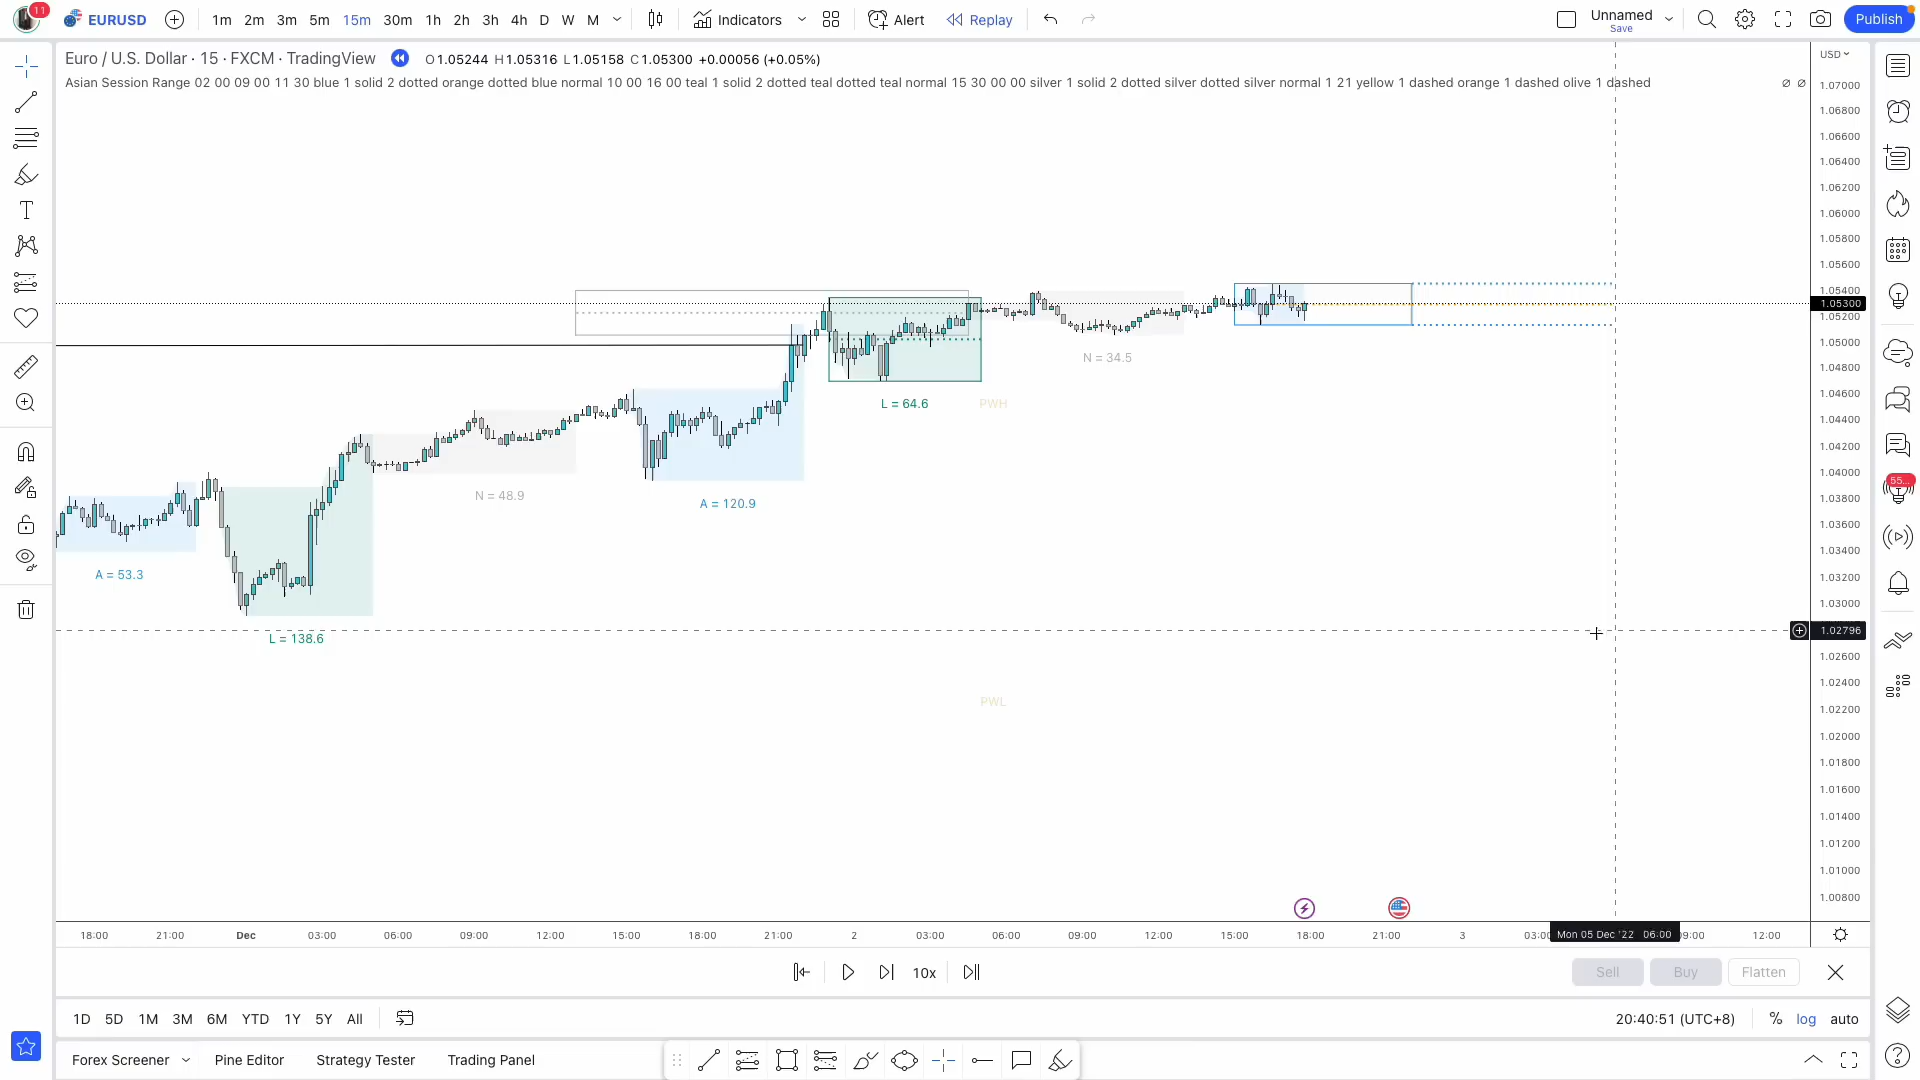 11
EURUSD 1m 2m 3m 5m 15m 30m 1h 2h 3h 4h D W M Indicators Alert Replay Unnamed Save Publish
Euro / U.S. Dollar · 15 · FXCM · TradingView O1.05244 H1.05316 L1.05158 C1.05300 +0.00056 (+0.05%)
Asian Session Range 02 00 09 00 11 30 blue 1 solid 2 dotted orange dotted blue normal 10 00 16 00 teal 1 solid 2 dotted teal dotted teal normal 15 30 00 00 silver 1 solid 2 dotted silver dotted silver normal 1 21 yellow 1 dashed orange 1 dashed olive 1 dashed ∅ ∅
USD
1.07000
1.06800
1.06600
1.06400
1.06200
1.06000
1.05800
1.05600
1.05400
1.05300
1.05200
1.05000
1.04800
1.04600
1.04400
1.04200
1.04000
1.03800
1.03600
1.03400
1.03200
1.03000
1.02796
1.02600
1.02400
1.02200
1.02000
1.01800
1.01600
1.01400
1.01200
1.01000
1.00800
N = 34.5
L = 64.6
PWH
N = 48.9
A = 120.9
A = 53.3
L = 138.6
PWL
55...
18:00 21:00 Dec 03:00 06:00 09:00 12:00 15:00 18:00 21:00 2 03:00 06:00 09:00 12:00 15:00 18:00 21:00 3 03:0 Mon 05 Dec '22 06:00 09:00 12:00
10x Sell Buy Flatten
1D 5D 1M 3M 6M YTD 1Y 5Y All 20:40:51 (UTC+8) % log auto
Forex Screener Pine Editor Strategy Tester Trading Panel